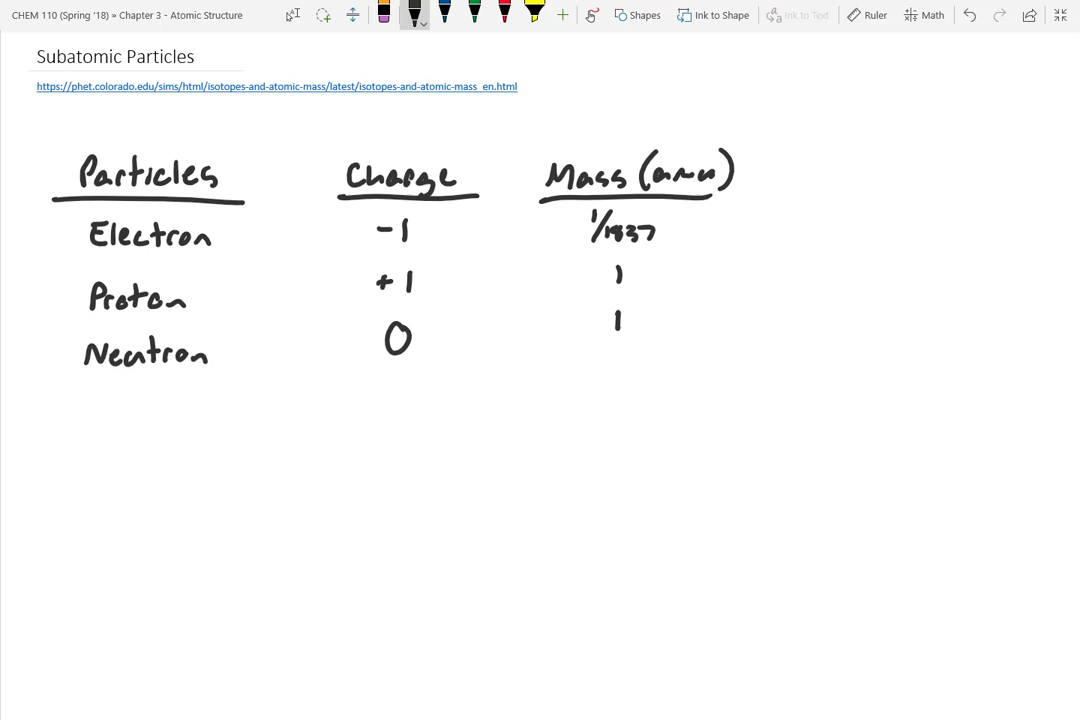 CHEM 110 (Spring '18) » Chapter 3 - Atomic Structure
Shapes
Ink to Shape
Ink to Text
Ruler
Math
Subatomic Particles
https://phet.colorado.edu/sims/html/isotopes-and-atomic-mass/latest/isotopes-and-atomic-mass_en.html
Particles Charge Mass (amu)
Electron -1 1/1837
Proton +1 1
Neutron 0 1